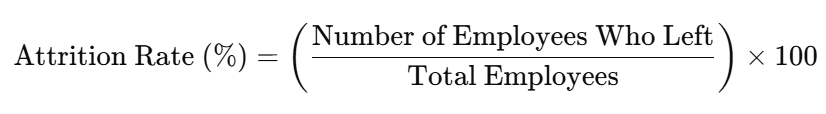 Attrition Rate (%) = ( Number of Employees Who Left / Total Employees ) × 100